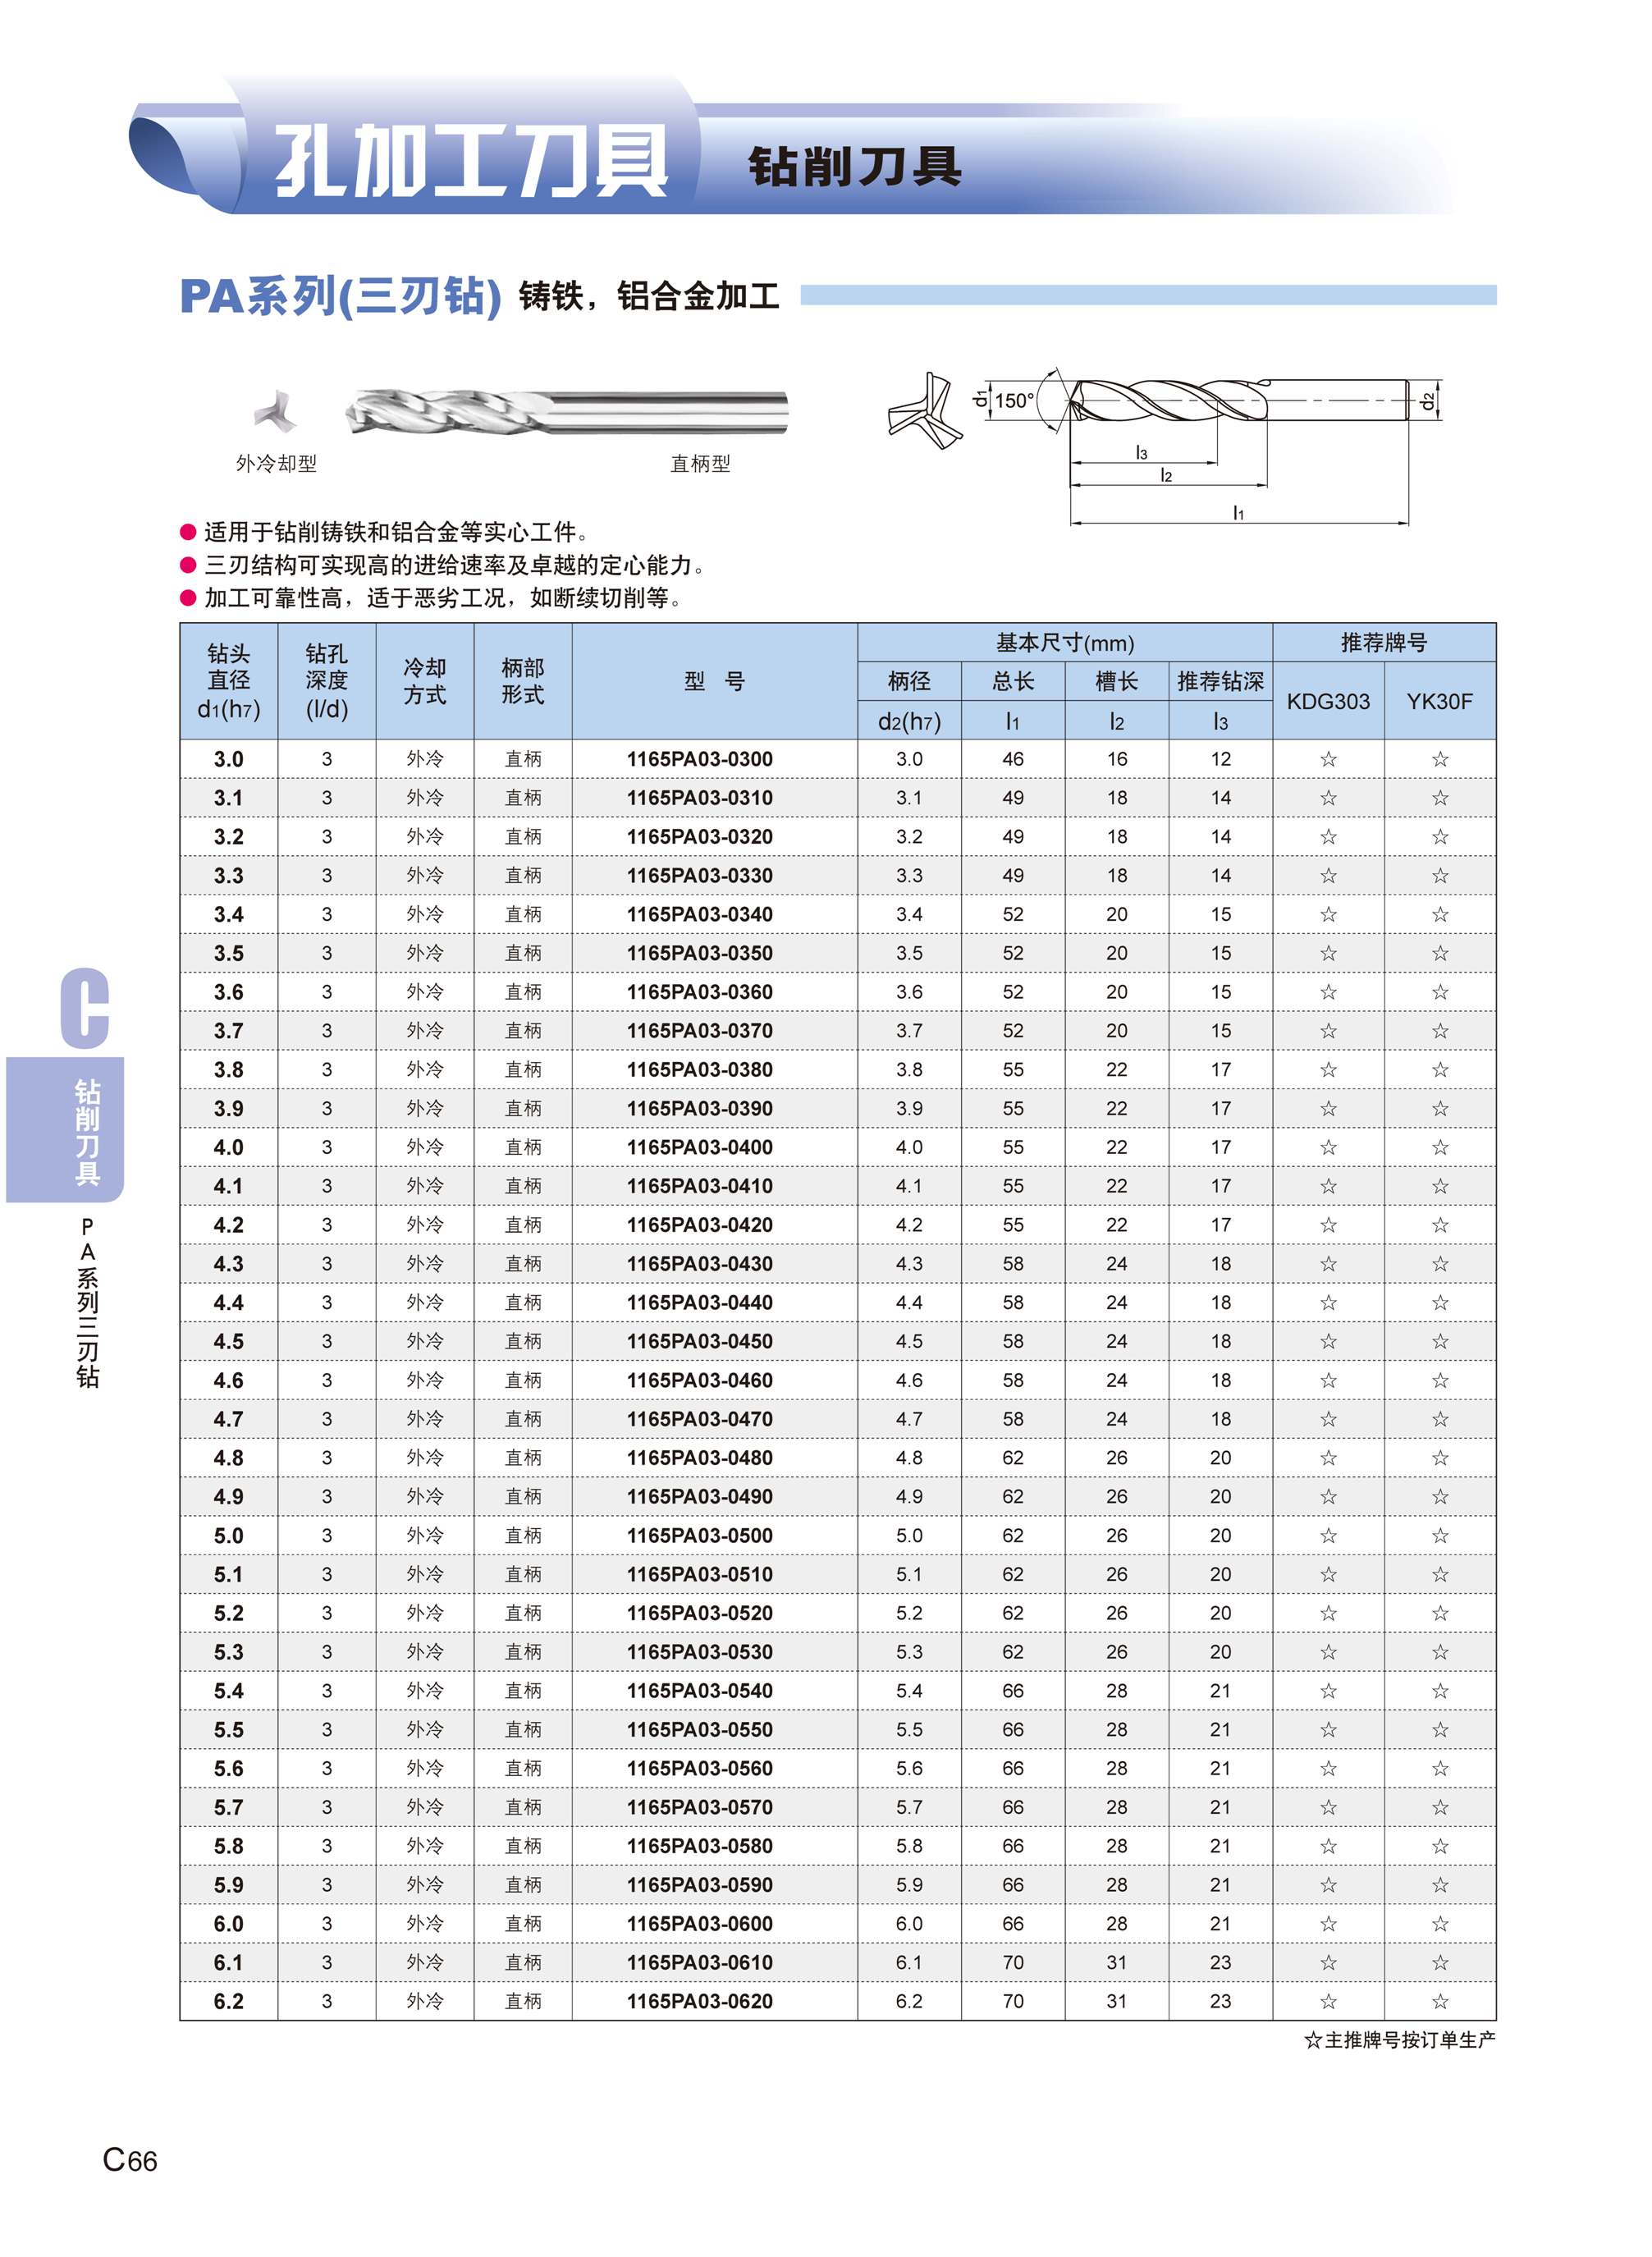 孔加工刀具 钻削刀具
PA系列(三刃钻) 铸铁，铝合金加工
外冷却型
直柄型
d1
150°
d2
l3
l2
l1
● 适用于钻削铸铁和铝合金等实心工件。
● 三刃结构可实现高的进给速率及卓越的定心能力。
● 加工可靠性高，适于恶劣工况，如断续切削等。
钻头直径 d1(h7) 钻孔深度 (l/d) 冷却方式 柄部形式 型 号 基本尺寸(mm) 推荐牌号
柄径 总长 槽长 推荐钻深 KDG303 YK30F
d2(h7) l1 l2 l3
3.0 3 外冷 直柄 1165PA03-0300 3.0 46 16 12 ☆ ☆
3.1 3 外冷 直柄 1165PA03-0310 3.1 49 18 14 ☆ ☆
3.2 3 外冷 直柄 1165PA03-0320 3.2 49 18 14 ☆ ☆
3.3 3 外冷 直柄 1165PA03-0330 3.3 49 18 14 ☆ ☆
3.4 3 外冷 直柄 1165PA03-0340 3.4 52 20 15 ☆ ☆
3.5 3 外冷 直柄 1165PA03-0350 3.5 52 20 15 ☆ ☆
3.6 3 外冷 直柄 1165PA03-0360 3.6 52 20 15 ☆ ☆
3.7 3 外冷 直柄 1165PA03-0370 3.7 52 20 15 ☆ ☆
3.8 3 外冷 直柄 1165PA03-0380 3.8 55 22 17 ☆ ☆
3.9 3 外冷 直柄 1165PA03-0390 3.9 55 22 17 ☆ ☆
4.0 3 外冷 直柄 1165PA03-0400 4.0 55 22 17 ☆ ☆
4.1 3 外冷 直柄 1165PA03-0410 4.1 55 22 17 ☆ ☆
4.2 3 外冷 直柄 1165PA03-0420 4.2 55 22 17 ☆ ☆
4.3 3 外冷 直柄 1165PA03-0430 4.3 58 24 18 ☆ ☆
4.4 3 外冷 直柄 1165PA03-0440 4.4 58 24 18 ☆ ☆
4.5 3 外冷 直柄 1165PA03-0450 4.5 58 24 18 ☆ ☆
4.6 3 外冷 直柄 1165PA03-0460 4.6 58 24 18 ☆ ☆
4.7 3 外冷 直柄 1165PA03-0470 4.7 58 24 18 ☆ ☆
4.8 3 外冷 直柄 1165PA03-0480 4.8 62 26 20 ☆ ☆
4.9 3 外冷 直柄 1165PA03-0490 4.9 62 26 20 ☆ ☆
5.0 3 外冷 直柄 1165PA03-0500 5.0 62 26 20 ☆ ☆
5.1 3 外冷 直柄 1165PA03-0510 5.1 62 26 20 ☆ ☆
5.2 3 外冷 直柄 1165PA03-0520 5.2 62 26 20 ☆ ☆
5.3 3 外冷 直柄 1165PA03-0530 5.3 62 26 20 ☆ ☆
5.4 3 外冷 直柄 1165PA03-0540 5.4 66 28 21 ☆ ☆
5.5 3 外冷 直柄 1165PA03-0550 5.5 66 28 21 ☆ ☆
5.6 3 外冷 直柄 1165PA03-0560 5.6 66 28 21 ☆ ☆
5.7 3 外冷 直柄 1165PA03-0570 5.7 66 28 21 ☆ ☆
5.8 3 外冷 直柄 1165PA03-0580 5.8 66 28 21 ☆ ☆
5.9 3 外冷 直柄 1165PA03-0590 5.9 66 28 21 ☆ ☆
6.0 3 外冷 直柄 1165PA03-0600 6.0 66 28 21 ☆ ☆
6.1 3 外冷 直柄 1165PA03-0610 6.1 70 31 23 ☆ ☆
6.2 3 外冷 直柄 1165PA03-0620 6.2 70 31 23 ☆ ☆
☆主推牌号按订单生产
C
钻削刀具
PA系列三刃钻
C66